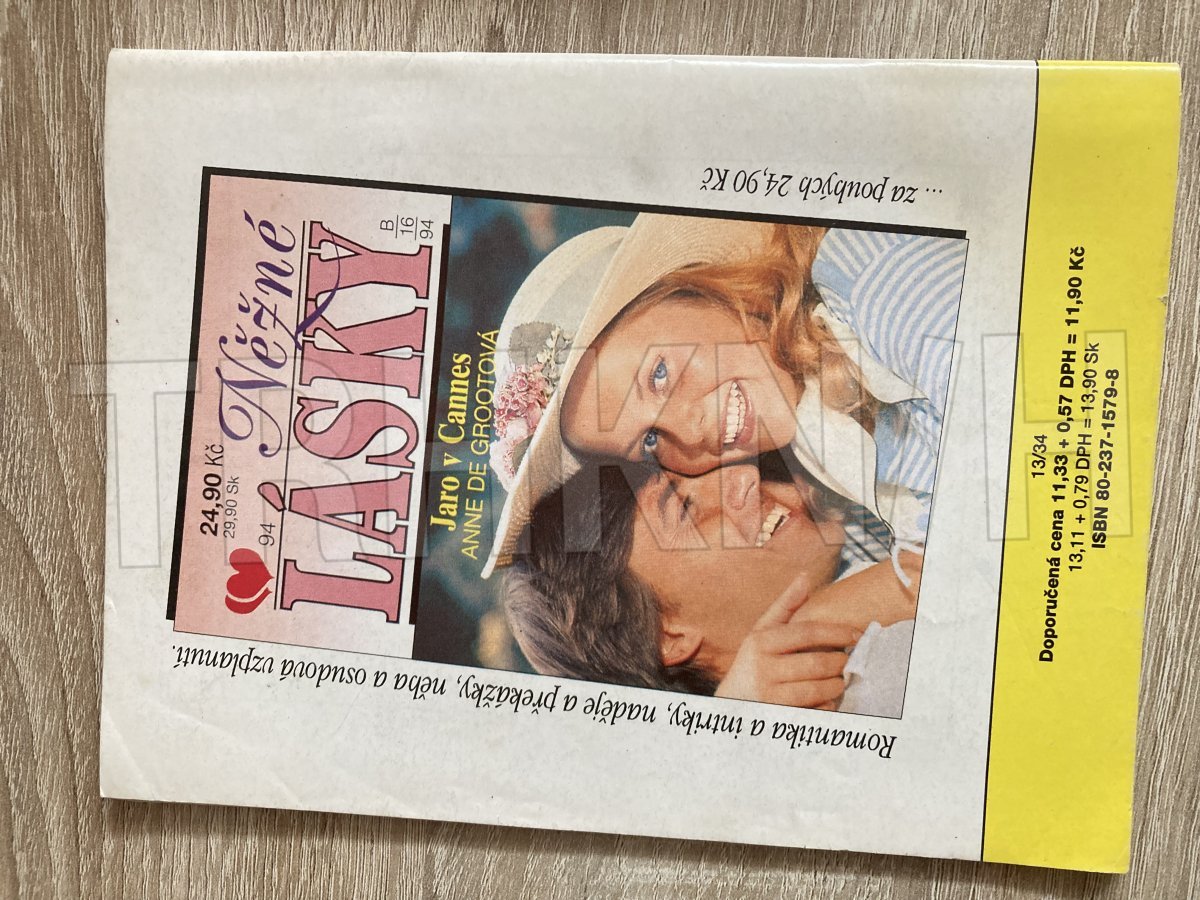 Romantika a intriky, naděje a překážky, něha a osudová vzplanutí.
24,90 Kč
29,90 Sk
94
Něžné
LÁSKY
B
16
94
Jaro v Cannes
ANNE DE GROOTOVÁ
... za pouhých 24,90 Kč
13/34
Doporučená cena 11,33 + 0,57 DPH = 11,90 Kč
13,11 + 0,79 DPH = 13,90 Sk
ISBN 80-237-1579-8
TRHKNIH